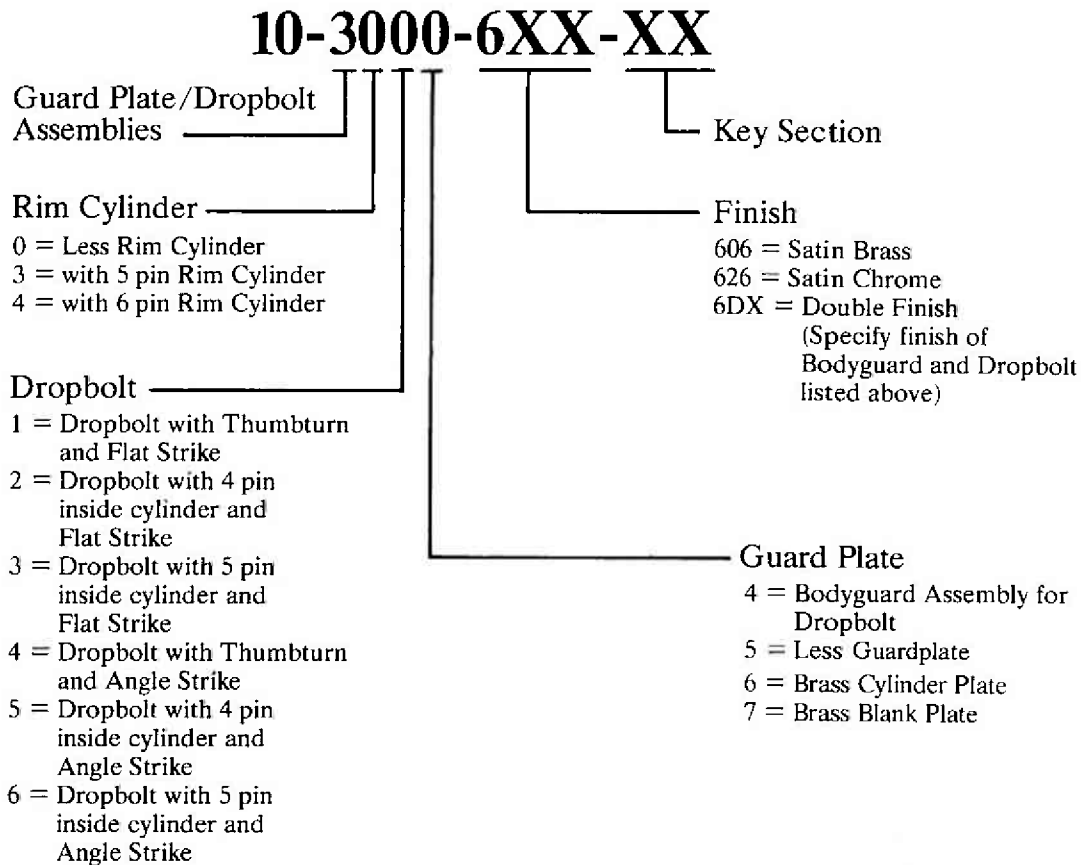 10-3000-6XX-XX
Guard Plate/Dropbolt
Assemblies
Key Section
Rim Cylinder
0 = Less Rim Cylinder
3 = with 5 pin Rim Cylinder
4 = with 6 pin Rim Cylinder
Finish
606 = Satin Brass
626 = Satin Chrome
6DX = Double Finish
(Specify finish of
Bodyguard and Dropbolt
listed above)
Dropbolt
1 = Dropbolt with Thumbturn
and Flat Strike
2 = Dropbolt with 4 pin
inside cylinder and
Flat Strike
3 = Dropbolt with 5 pin
inside cylinder and
Flat Strike
4 = Dropbolt with Thumbturn
and Angle Strike
5 = Dropbolt with 4 pin
inside cylinder and
Angle Strike
6 = Dropbolt with 5 pin
inside cylinder and
Angle Strike
Guard Plate
4 = Bodyguard Assembly for
Dropbolt
5 = Less Guardplate
6 = Brass Cylinder Plate
7 = Brass Blank Plate